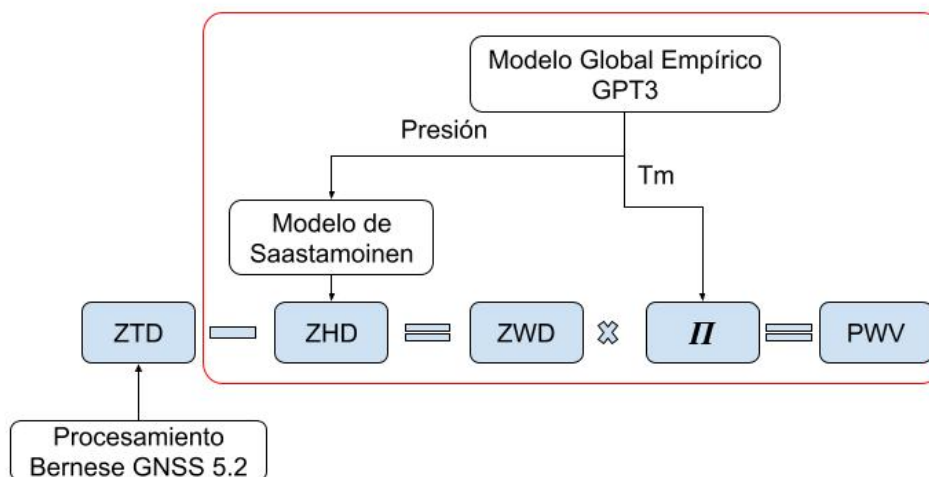 Modelo Global Empírico
GPT3
Presión
Tm
Modelo de
Saastamoinen
ZTD
ZHD
ZWD
Π
PWV
Procesamiento
Bernese GNSS 5.2